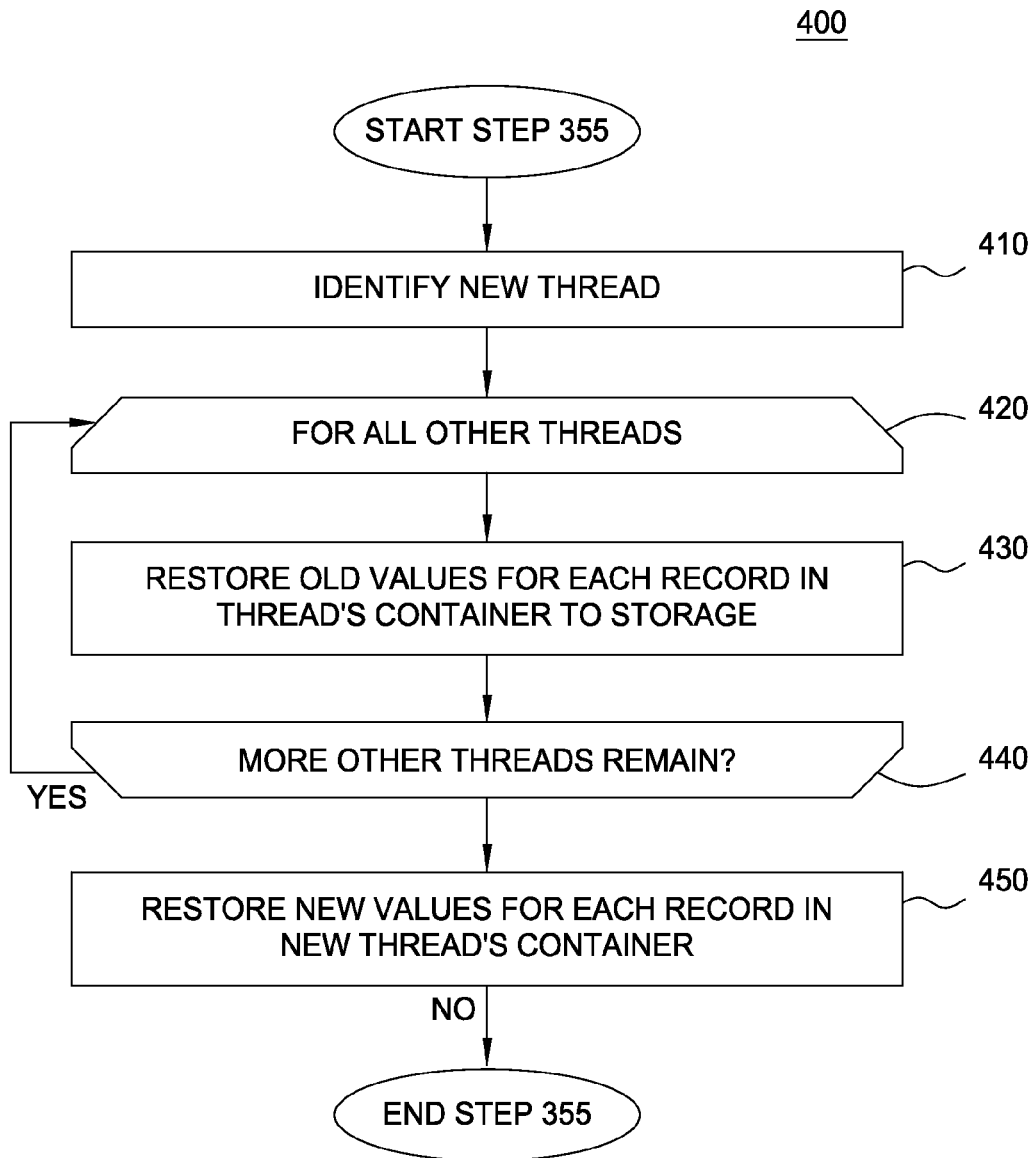 400
START STEP 355
410
IDENTIFY NEW THREAD
420
FOR ALL OTHER THREADS
430
RESTORE OLD VALUES FOR EACH RECORD IN
THREAD'S CONTAINER TO STORAGE
MORE OTHER THREADS REMAIN?
440
YES
450
RESTORE NEW VALUES FOR EACH RECORD IN
NEW THREAD'S CONTAINER
NO
END STEP 355